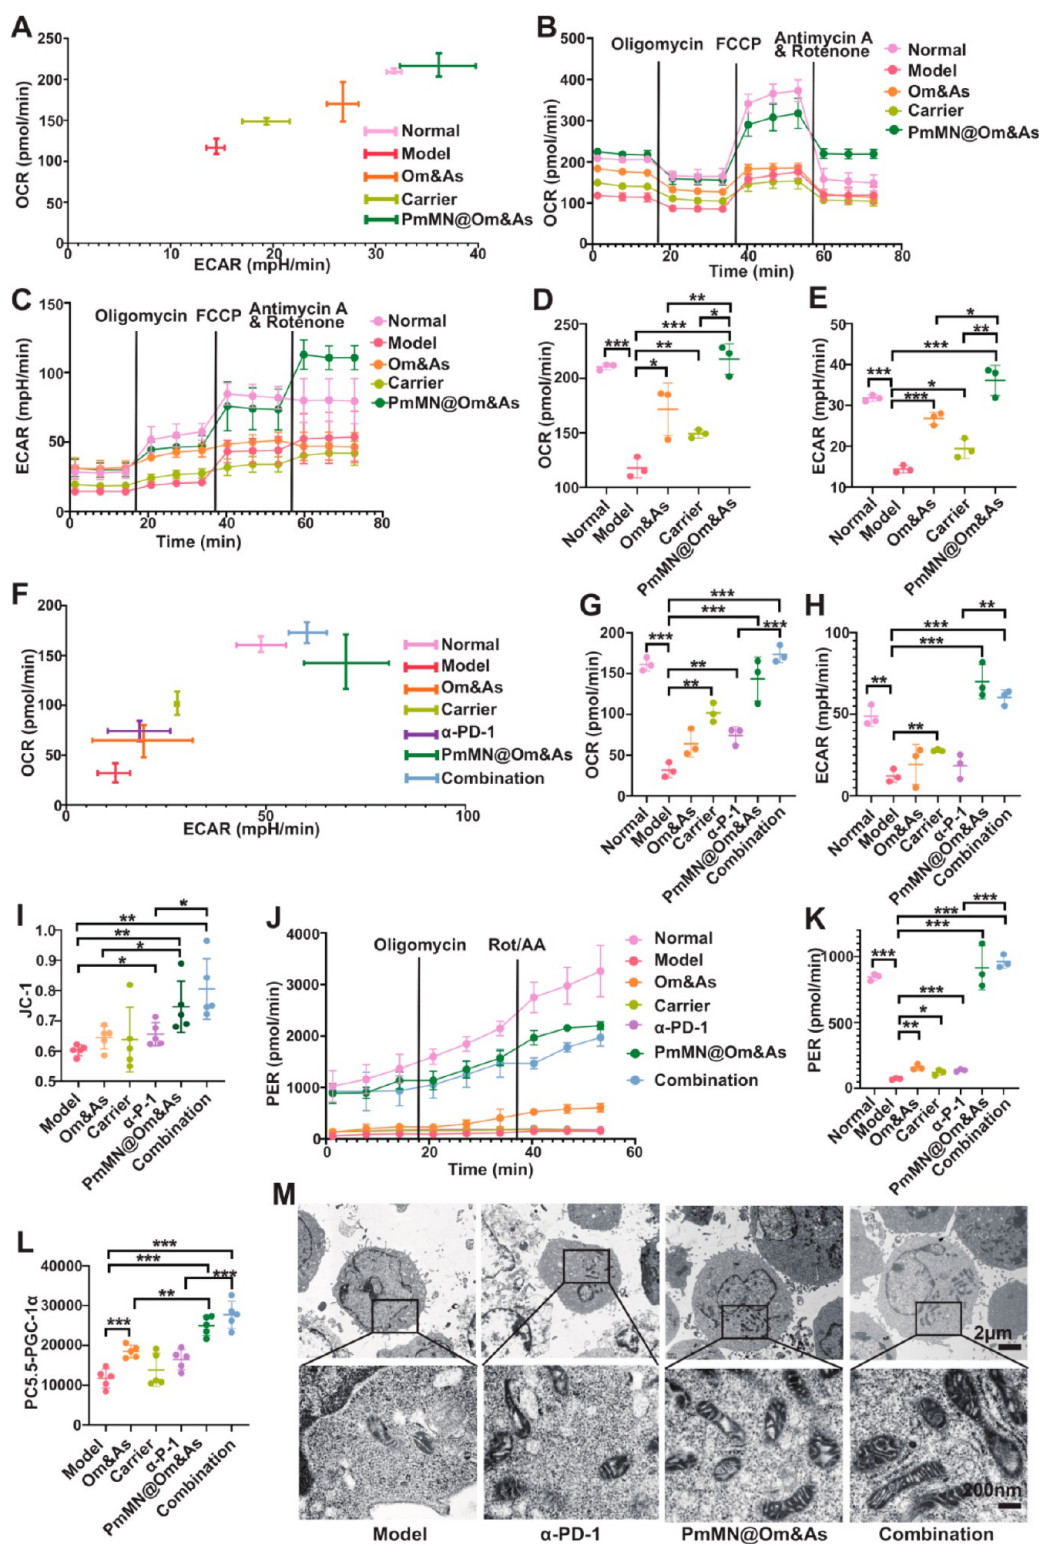 A
OCR (pmol/min)
250
200
150
100
50
0
0
10
20
30
40
ECAR (mpH/min)
Normal
Model
Om&As
Carrier
PmMN@Om&As
B
OCR (pmol/min)
500
400
300
200
100
0
0
20
40
60
80
Time (min)
Oligomycin
FCCP
Antimycin A
& Rotenone
Normal
Model
Om&As
Carrier
PmMN@Om&As
C
ECAR (mpH/min)
150
100
50
0
0
20
40
60
80
Time (min)
Oligomycin
FCCP
Antimycin A
& Rotenone
Normal
Model
Om&As
Carrier
PmMN@Om&As
D
OCR (pmol/min)
250
200
150
100
**
*
***
***
**
*
Normal
Model
Om&As
Carrier
PmMN@Om&As
E
ECAR (mpH/min)
50
40
30
20
10
*
**
***
***
*
***
Normal
Model
Om&As
Carrier
PmMN@Om&As
F
OCR (pmol/min)
200
150
100
50
0
0
50
100
ECAR (mpH/min)
Normal
Model
Om&As
Carrier
α-PD-1
PmMN@Om&As
Combination
G
OCR (pmol/min)
200
150
100
50
0
***
***
***
***
**
**
Normal
Model
Om&As
Carrier
α-P-1
PmMN@Om&As
Combination
H
ECAR (mpH/min)
100
50
0
**
***
***
**
**
Normal
Model
Om&As
Carrier
α-P-1
PmMN@Om&As
Combination
I
JC-1
1.0
0.9
0.8
0.7
0.6
0.5
*
**
**
*
*
Model
Om&As
Carrier
α-P-1
PmMN@Om&As
Combination
J
PER (pmol/min)
4000
3000
2000
1000
0
0
20
40
60
Time (min)
Oligomycin
Rot/AA
Normal
Model
Om&As
Carrier
α-PD-1
PmMN@Om&As
Combination
K
PER (pmol/min)
1000
500
0
***
***
***
***
***
*
**
Normal
Model
Om&As
Carrier
α-P-1
PmMN@Om&As
Combination
L
PC5.5-PGC-1α
40000
30000
20000
10000
0
***
***
***
**
***
Model
Om&As
Carrier
α-P-1
PmMN@Om&As
Combination
M
2μm
200nm
Model
α-PD-1
PmMN@Om&As
Combination